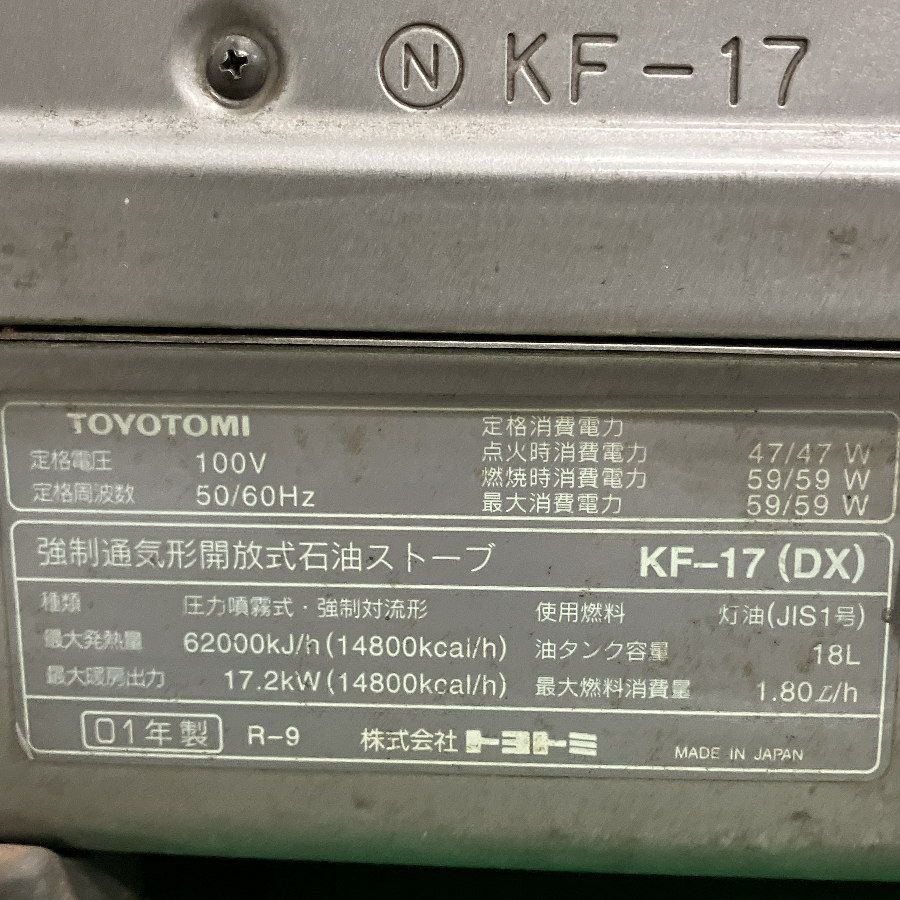 Ⓝ KF-17
TOYOTOMI
定格電圧 100V
定格周波数 50/60Hz
定格消費電力
点火時消費電力 47/47 W
燃焼時消費電力 59/59 W
最大消費電力 59/59 W
強制通気形開放式石油ストーブ KF-17 (DX)
種類 圧力噴霧式・強制対流形
最大発熱量 62000kJ/h (14800kcal/h)
最大暖房出力 17.2kW (14800kcal/h)
使用燃料 灯油(JIS1号)
油タンク容量 18L
最大燃料消費量 1.80L/h
01年製 R-9 株式会社トヨトミ MADE IN JAPAN